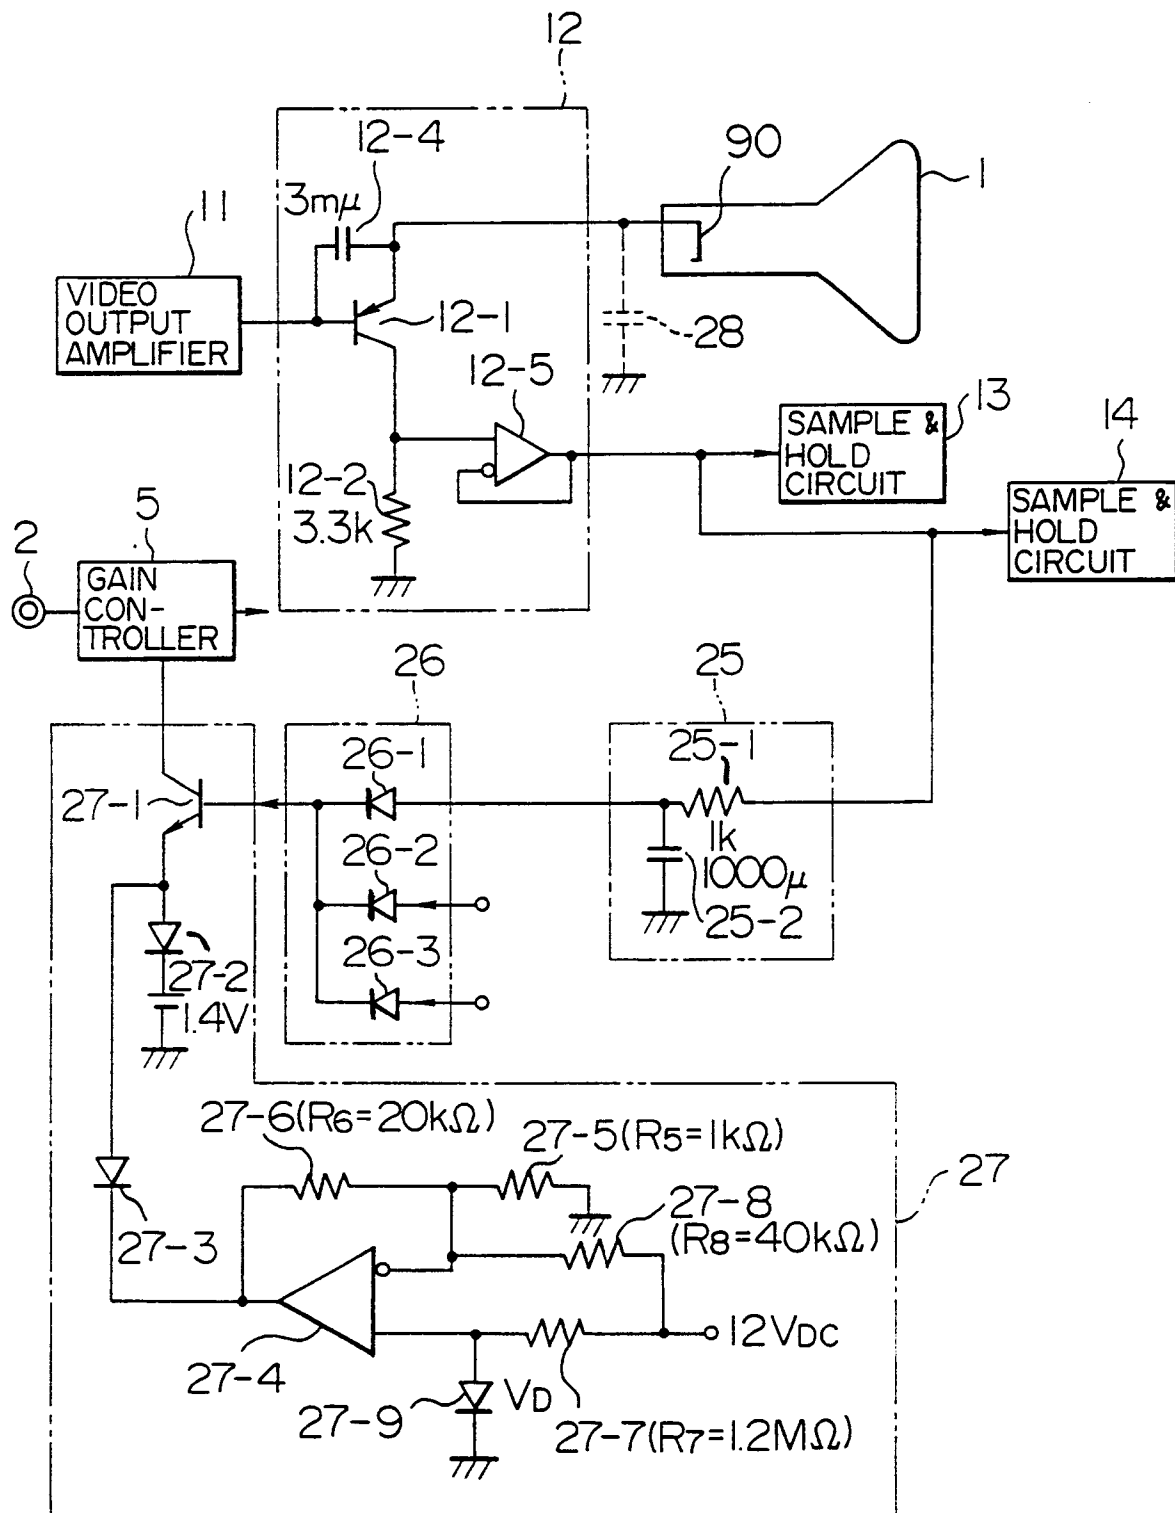 12
12-4
3mμ
90
1
11
VIDEO
OUTPUT
AMPLIFIER
12-1
28
12-5
13
SAMPLE &
HOLD
CIRCUIT
14
SAMPLE &
HOLD
CIRCUIT
12-2
3.3k
5
2
GAIN
CON-
TROLLER
26
25
26-1
25-1
27-1
1k
1000μ
26-2
25-2
26-3
27-2
1.4V
27-6(R6=20kΩ)
27-5(R5=1kΩ)
27
27-8
(R8=40kΩ)
27-3
12VDC
27-4
VD
27-9
27-7(R7=1.2MΩ)